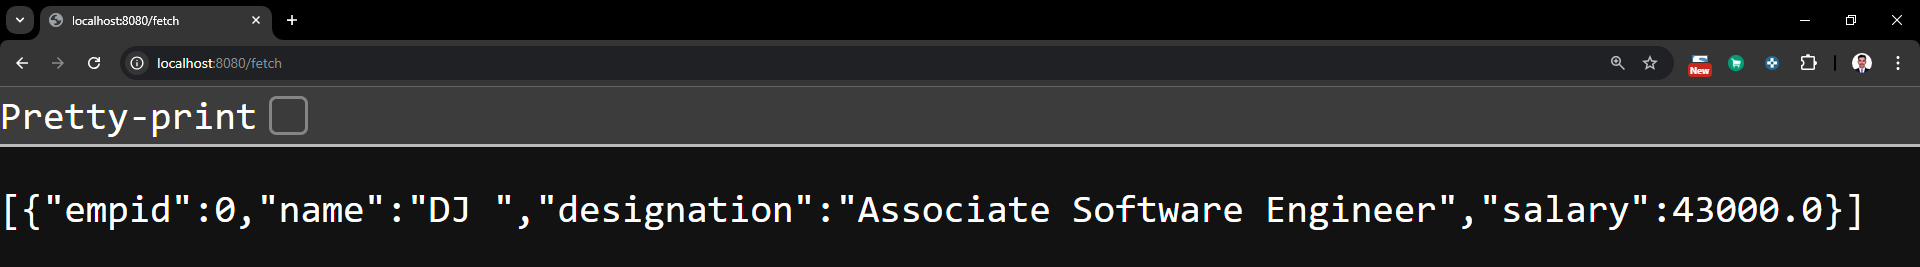 localhost:8080/fetch
localhost:8080/fetch
New
Pretty-print
[{"empid":0,"name":"DJ ","designation":"Associate Software Engineer","salary":43000.0}]